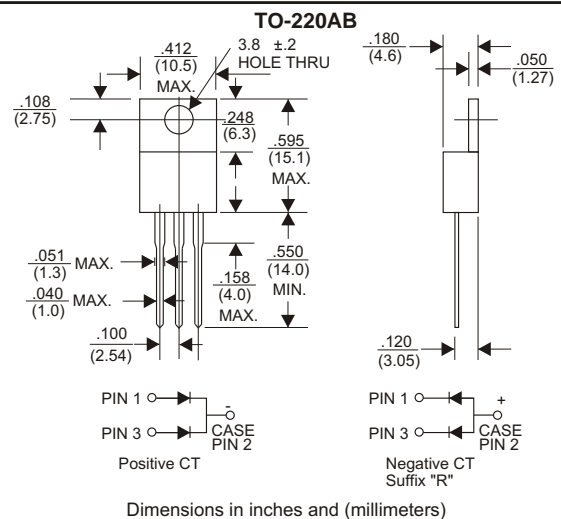 TO-220AB
.412
(10.5)
MAX.
3.8 ±.2
HOLE THRU
.180
(4.6)
.050
(1.27)
.108
(2.75)
.248
(6.3)
.595
(15.1)
MAX.
.051
(1.3) MAX.
.040
(1.0) MAX.
.158
(4.0)
MAX.
.550
(14.0)
MIN.
.100
(2.54)
.120
(3.05)
PIN 1
-
PIN 3
CASE
PIN 2
Positive CT
PIN 1
+
PIN 3
CASE
PIN 2
Negative CT
Suffix "R"
Dimensions in inches and (millimeters)